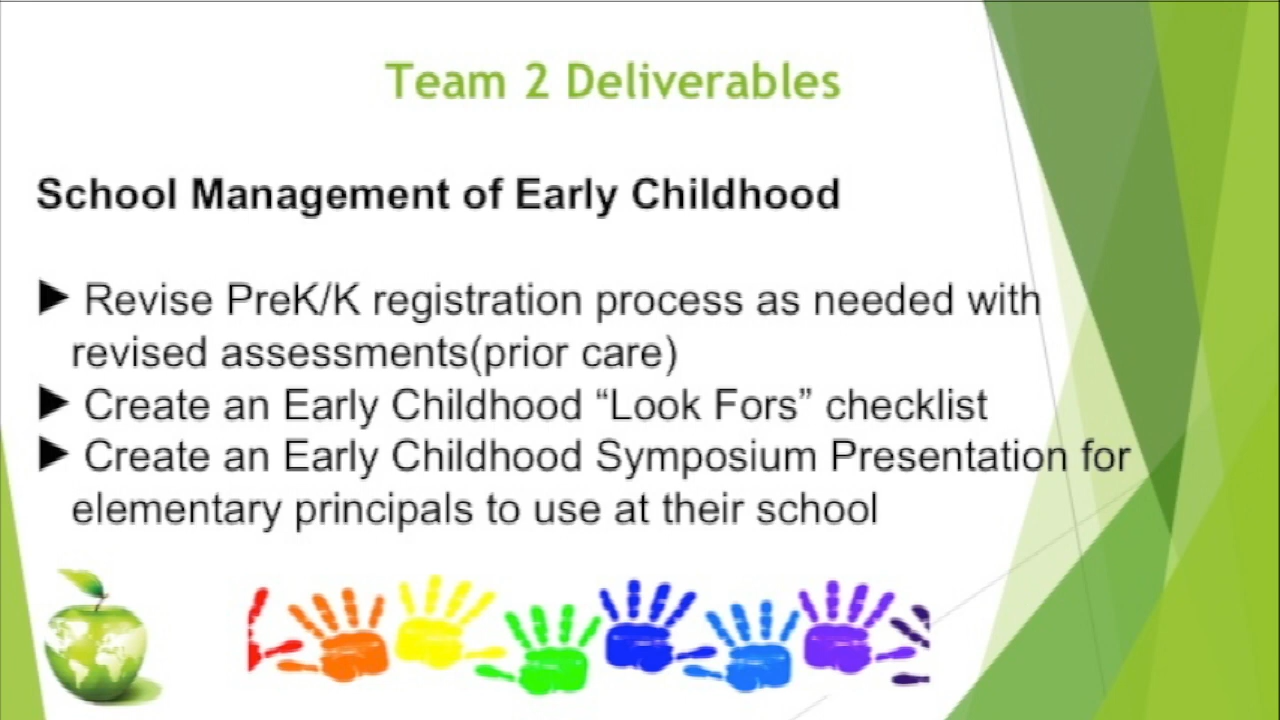 Team 2 Deliverables
School Management of Early Childhood
▶ Revise PreK/K registration process as needed with
revised assessments(prior care)
▶ Create an Early Childhood “Look Fors” checklist
▶ Create an Early Childhood Symposium Presentation for
elementary principals to use at their school